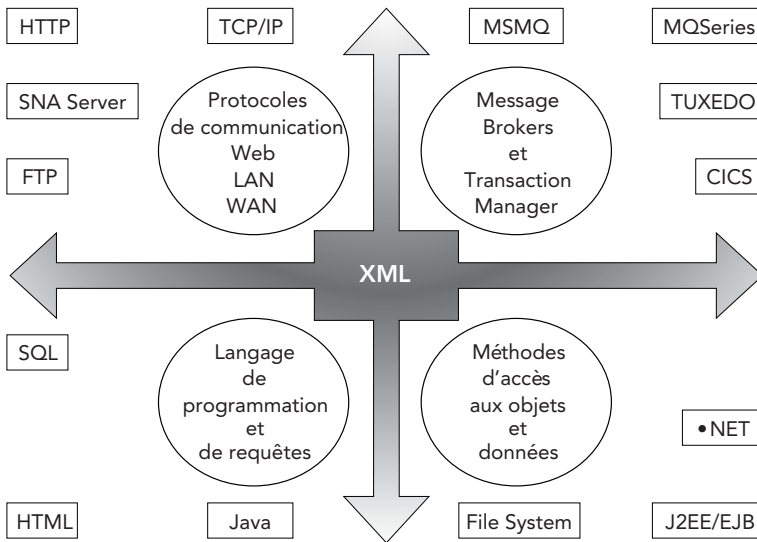 HTTP
TCP/IP
MSMQ
MQSeries
SNA Server
Protocoles
de communication
Web
LAN
WAN
Message
Brokers
et
Transaction
Manager
TUXEDO
FTP
CICS
XML
SQL
Langage
de
programmation
et
de requêtes
Méthodes
d'accès
aux objets
et
données
•NET
HTML
Java
File System
J2EE/EJB